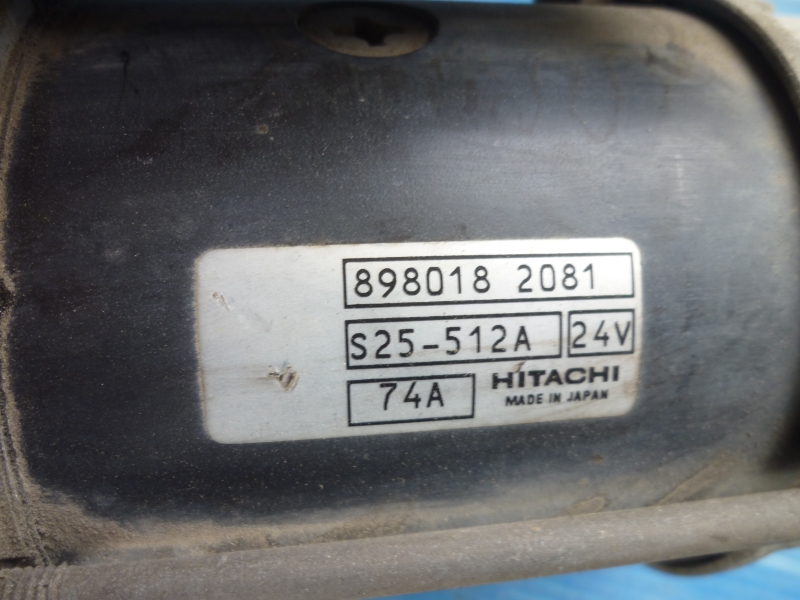 898018 2081
S25-512A 24V
74A HITACHI
MADE IN JAPAN